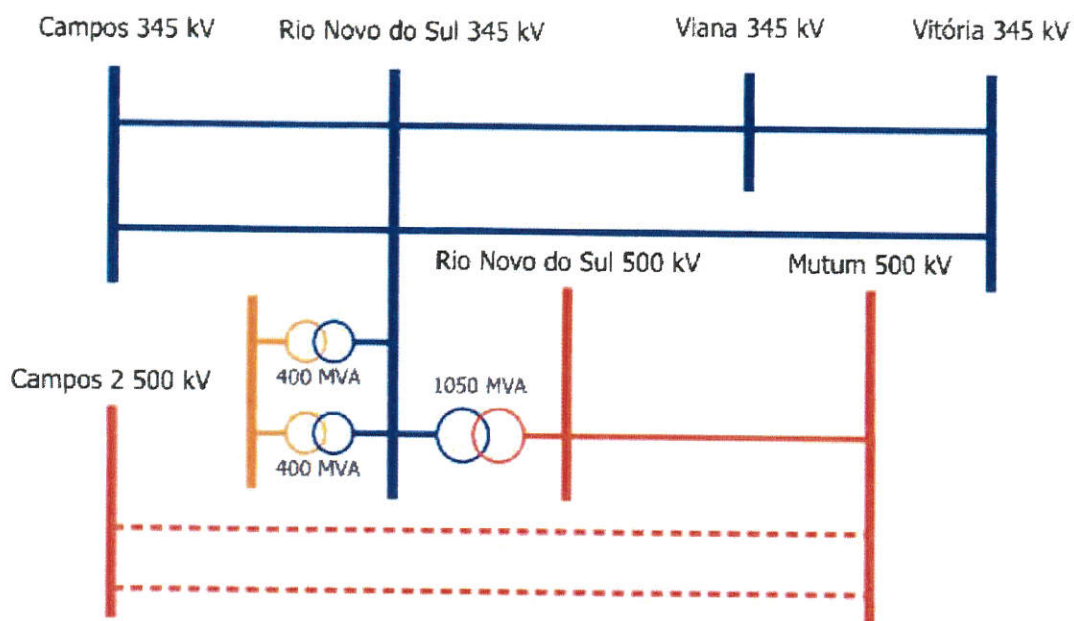 Campos 345 kV
Rio Novo do Sul 345 kV
Viana 345 kV
Vitória 345 kV
Rio Novo do Sul 500 kV
Mutum 500 kV
Campos 2 500 kV
400 MVA
1050 MVA
400 MVA